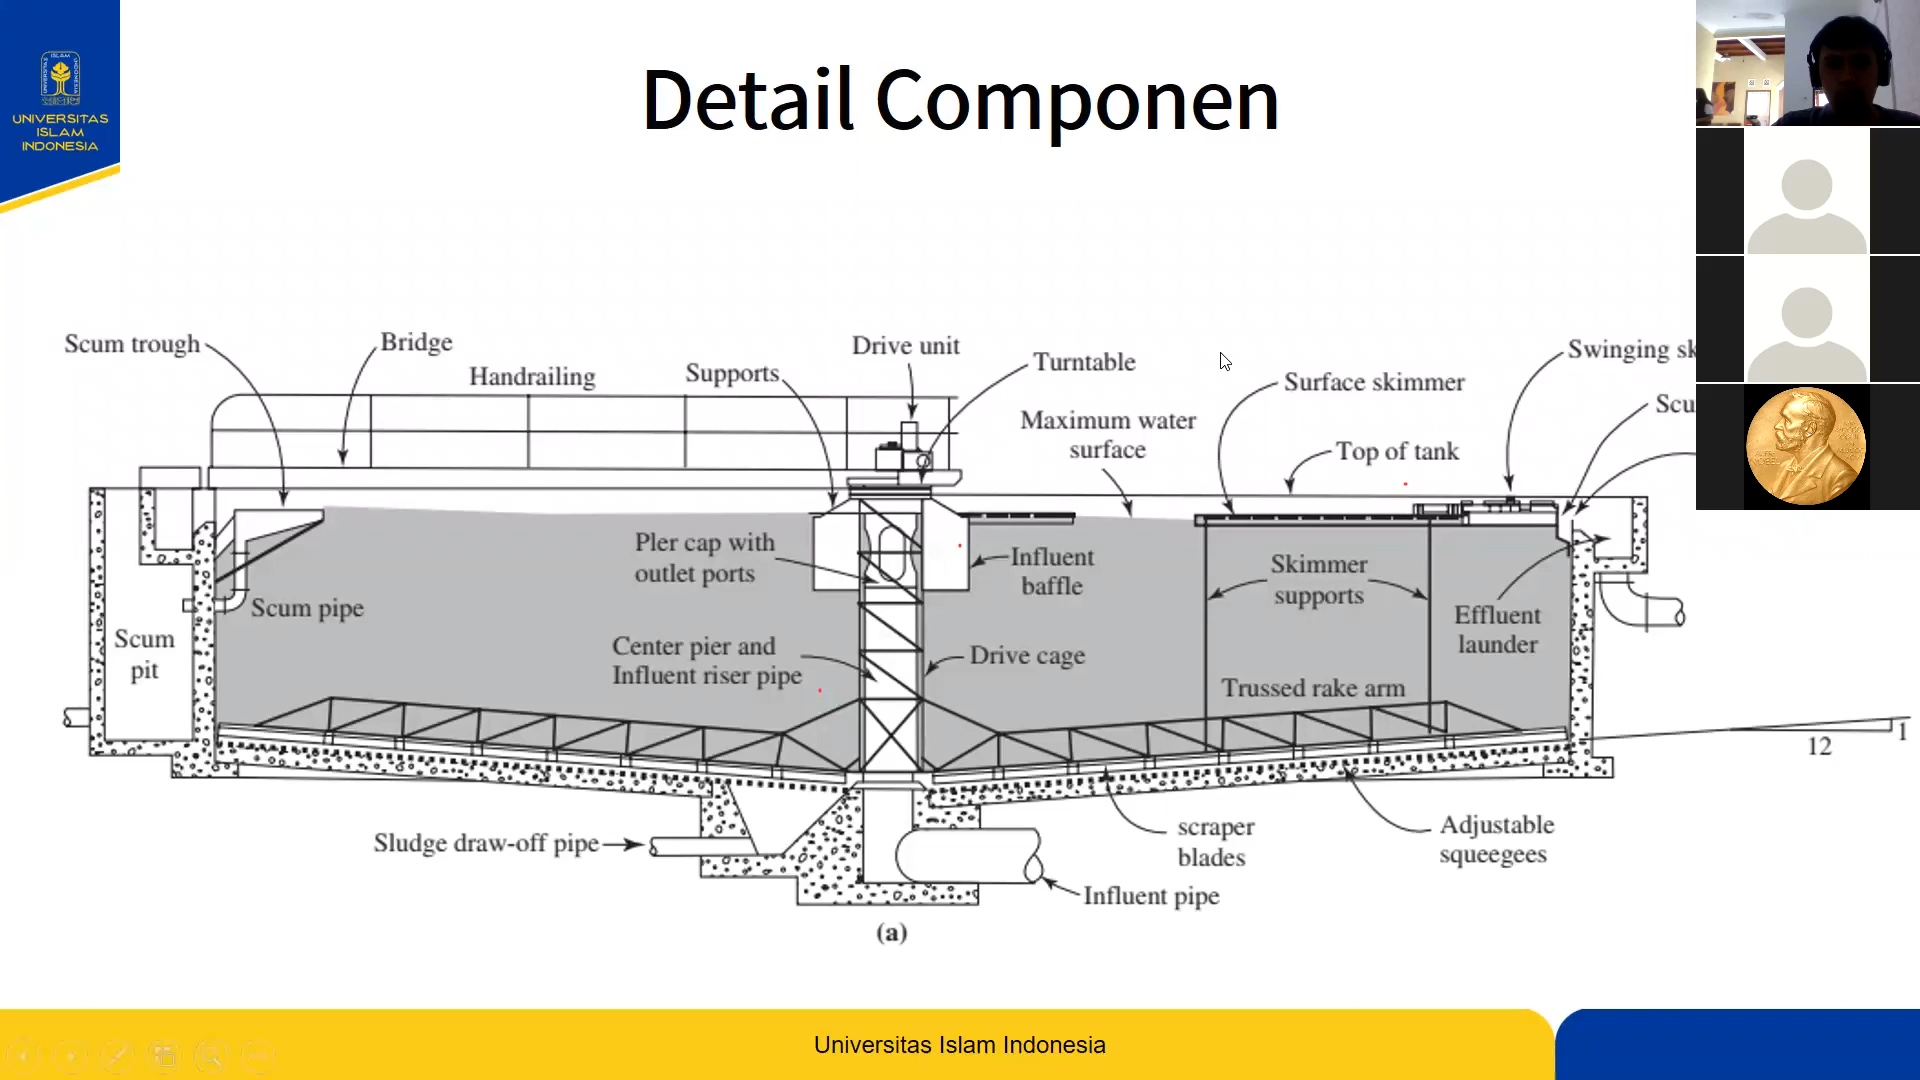 UNIVERSITAS
ISLAM
INDONESIA
Detail Componen
Scum trough
Bridge
Handrailing
Supports
Drive unit
Turntable
Maximum water
surface
Surface skimmer
Top of tank
Swinging sk
Scu
Pler cap with
outlet ports
Influent
baffle
Skimmer
supports
Effluent
launder
Scum pipe
Scum
pit
Center pier and
Influent riser pipe
Drive cage
Trussed rake arm
12
1
Sludge draw-off pipe
scraper
blades
Adjustable
squeegees
Influent pipe
(a)
Universitas Islam Indonesia